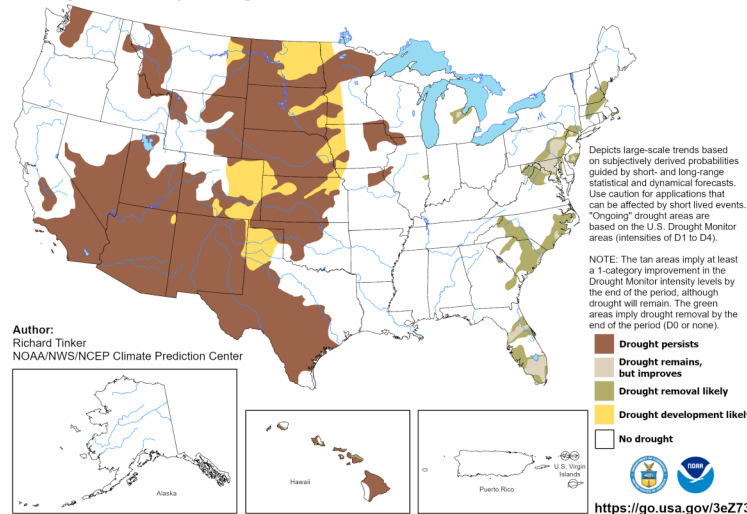 Depicts large-scale trends based
on subjectively derived probabilities
guided by short- and long-range
statistical and dynamical forecasts.
Use caution for applications that
can be affected by short lived events.
"Ongoing" drought areas are
based on the U.S. Drought Monitor
areas (intensities of D1 to D4).
NOTE: The tan areas imply at least
a 1-category improvement in the
Drought Monitor intensity levels by
the end of the period, although
drought will remain. The green
areas imply drought removal by the
end of the period (D0 or none).
Author:
Richard Tinker
NOAA/NWS/NCEP Climate Prediction Center
Drought persists
Drought remains,
but improves
Drought removal likely
Drought development likely
No drought
Alaska
Hawaii
Puerto Rico
U.S. Virgin
Islands
NOAA
https://go.usa.gov/3eZ73